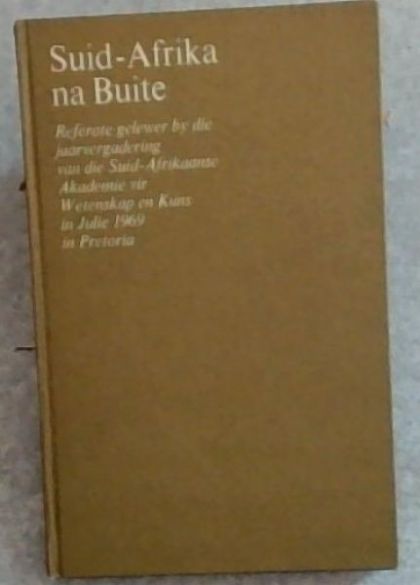 Suid-Afrika
na Buite
Referate gelewer by die
jaarvergadering
van die Suid-Afrikaanse
Akademie vir
Wetenskap en Kuns
in Julie 1969
in Pretoria